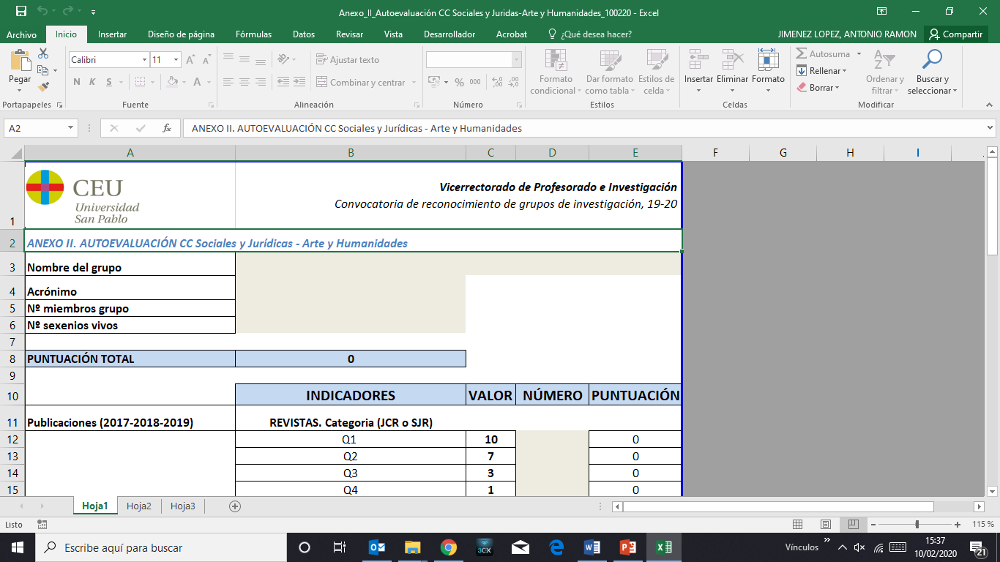 Anexo_II_Autoevaluación CC Sociales y Juridas-Arte y Humanidades_100220 - Excel
Archivo Inicio Insertar Diseño de página Fórmulas Datos Revisar Vista Desarrollador Acrobat ¿Qué desea hacer? JIMENEZ LOPEZ, ANTONIO RAMON Compartir
Pegar
Calibri 11
N K S
Ajustar texto
Combinar y centrar
% 000
Formato condicional
Dar formato como tabla
Estilos de celda
Insertar Eliminar Formato
Autosuma
Rellenar
Borrar
Ordenar y filtrar
Buscar y seleccionar
Portapapeles Fuente Alineación Número Estilos Celdas Modificar
A2 fx ANEXO II. AUTOEVALUACIÓN CC Sociales y Jurídicas - Arte y Humanidades
A B C D E F G H I
CEU
Universidad
San Pablo
Vicerrectorado de Profesorado e Investigación
Convocatoria de reconocimiento de grupos de investigación, 19-20
1
2 ANEXO II. AUTOEVALUACIÓN CC Sociales y Jurídicas - Arte y Humanidades
3 Nombre del grupo
4 Acrónimo
5 Nº miembros grupo
6 Nº sexenios vivos
7
8 PUNTUACIÓN TOTAL 0
9
10 INDICADORES VALOR NÚMERO PUNTUACIÓN
11 Publicaciones (2017-2018-2019) REVISTAS. Categoria (JCR o SJR)
12 Q1 10 0
13 Q2 7 0
14 Q3 3 0
15 Q4 1 0
Hoja1 Hoja2 Hoja3
Listo 115 %
Escribe aquí para buscar
3CX
Vínculos
15:37
10/02/2020
21